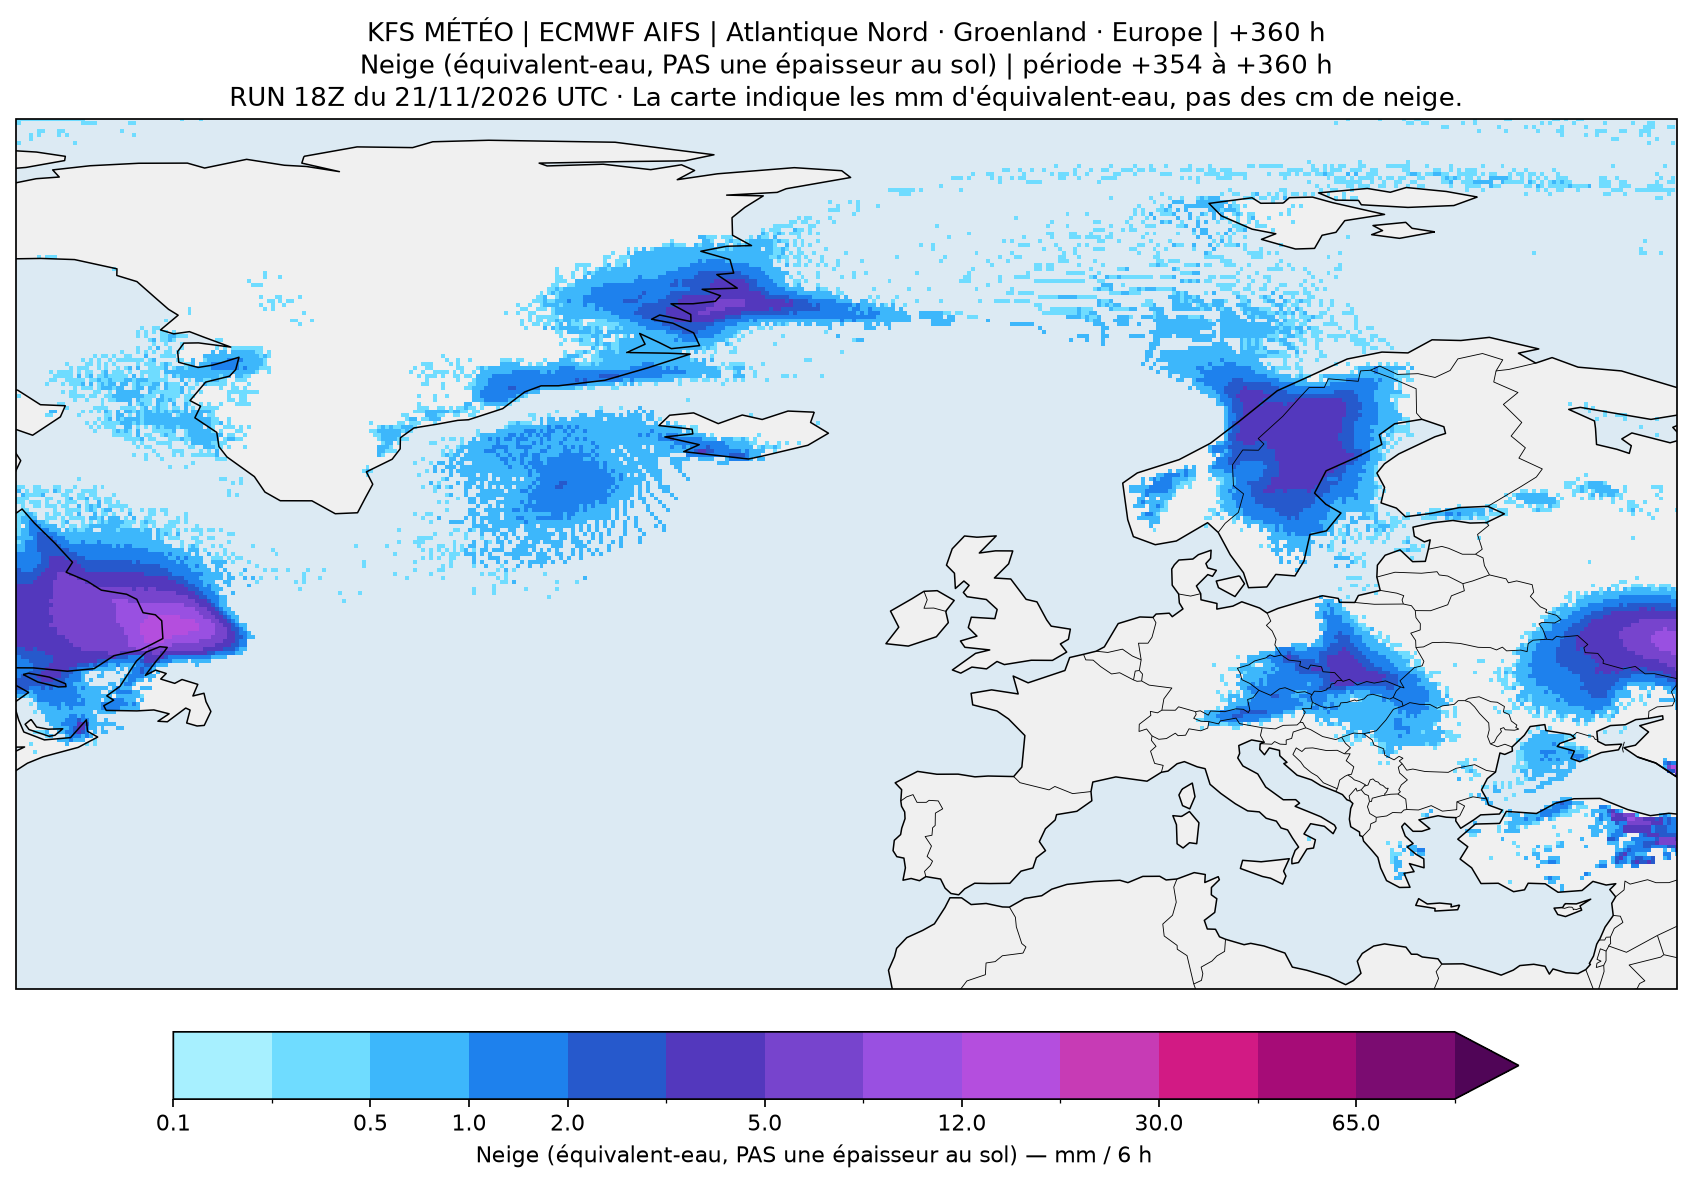 KFS MÉTÉO | ECMWF AIFS | Atlantique Nord · Groenland · Europe | +360 h
Neige (équivalent-eau, PAS une épaisseur au sol) | période +354 à +360 h
RUN 18Z du 21/11/2026 UTC · La carte indique les mm d'équivalent-eau, pas des cm de neige.
0.1 0.5 1.0 2.0 5.0 12.0 30.0 65.0
Neige (équivalent-eau, PAS une épaisseur au sol) — mm / 6 h